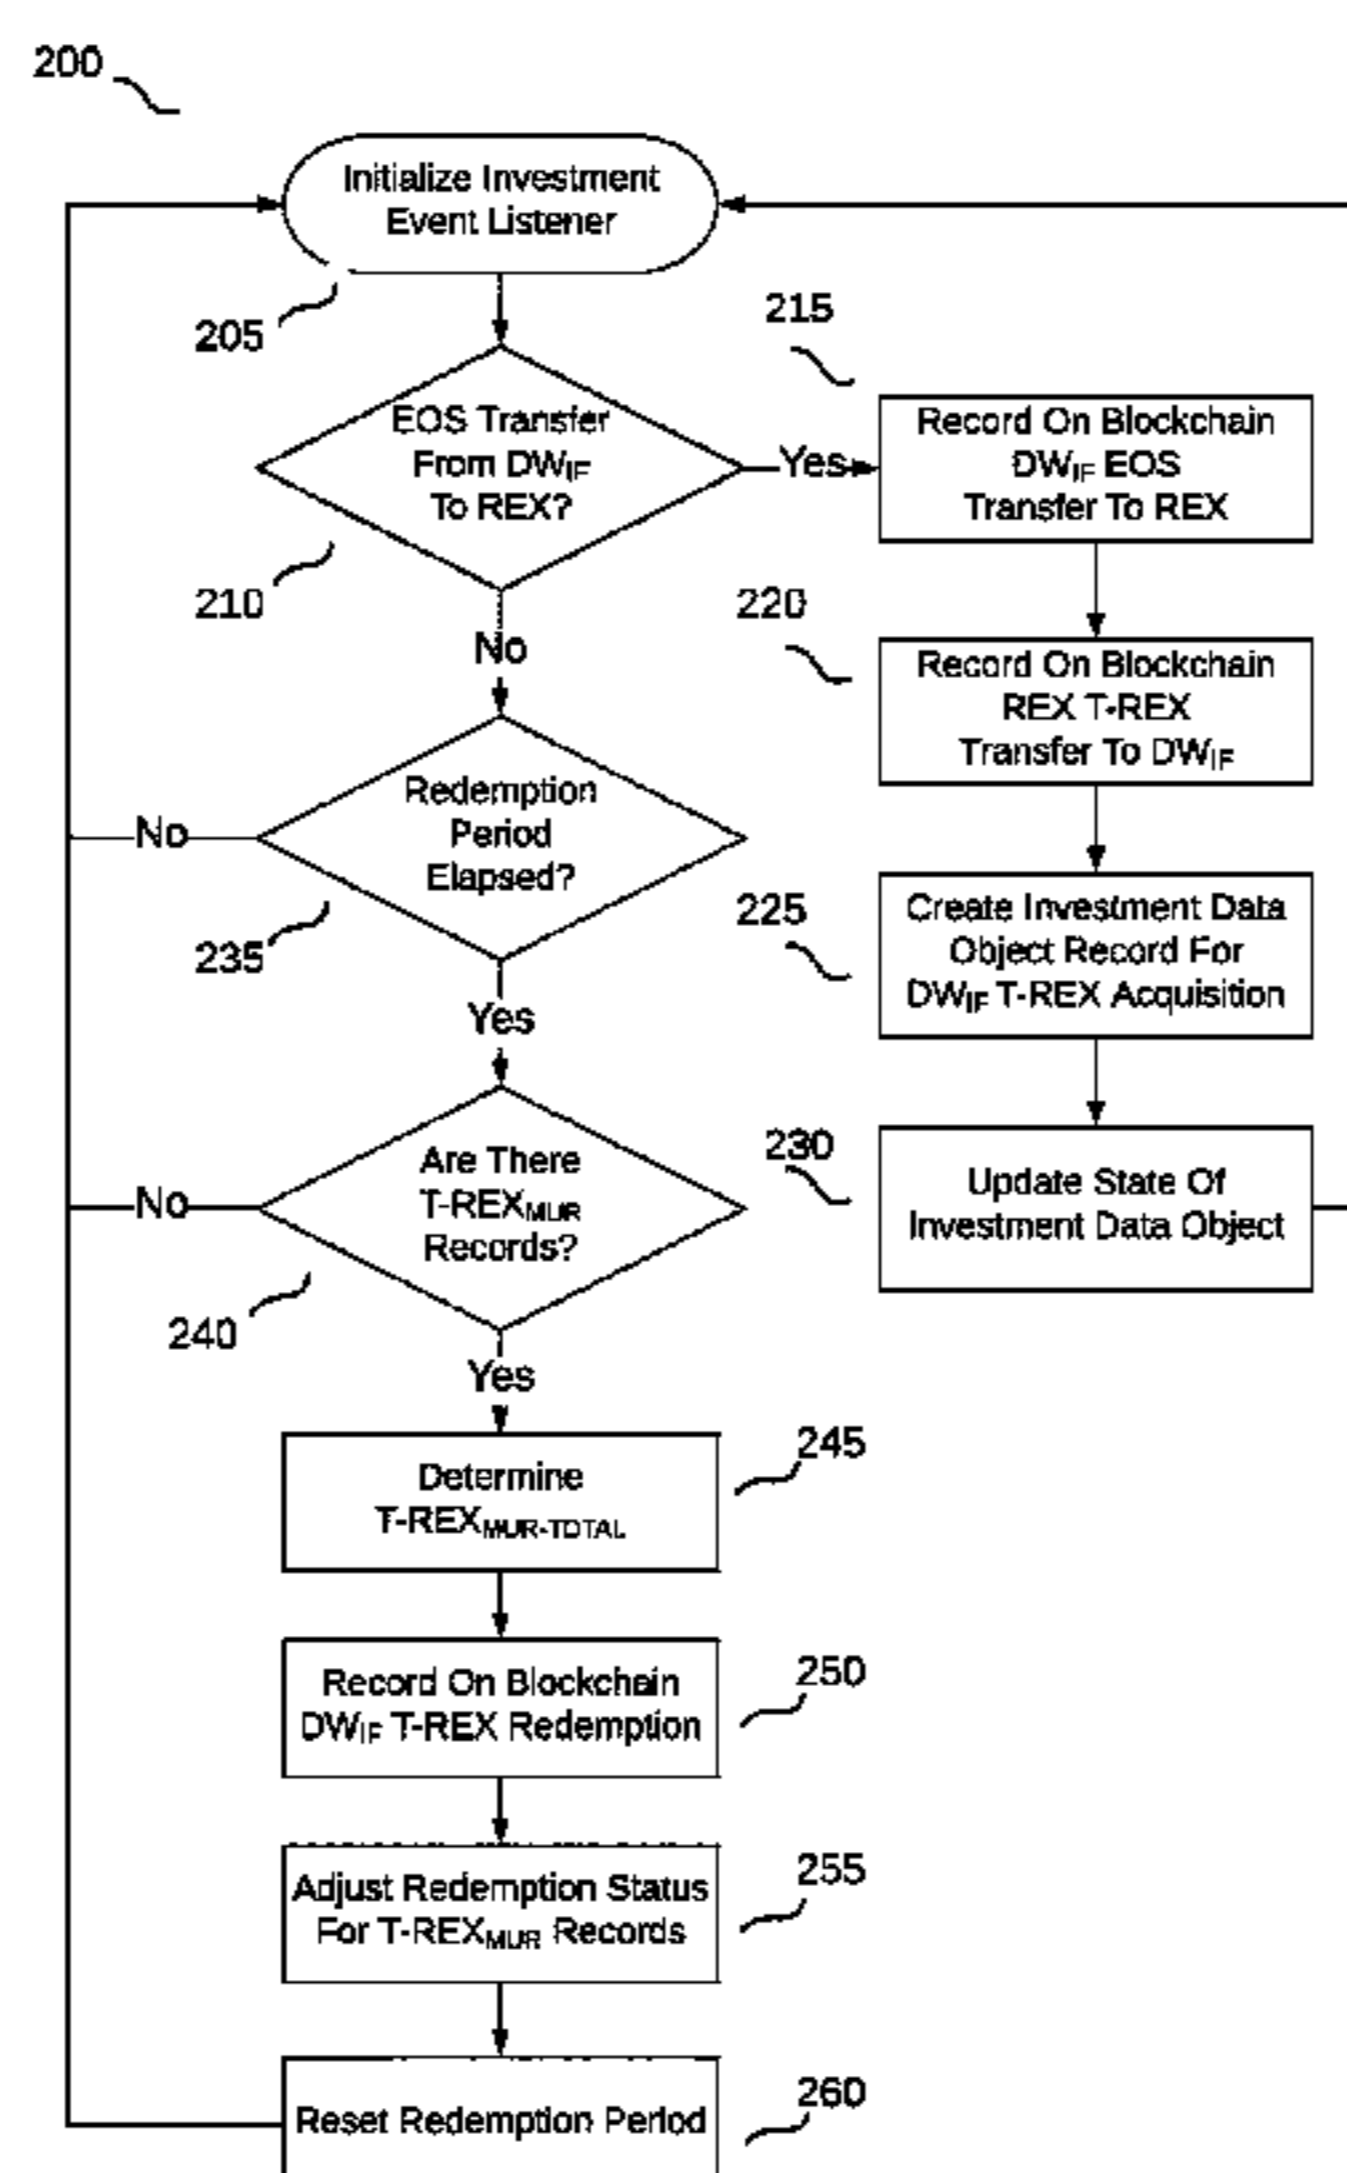 200
Initialize Investment
Event Listener
205
215
EOS Transfer
From DWIF
To REX?
Yes
Record On Blockchain
DWIF EOS
Transfer To REX
210
No
220
Record On Blockchain
REX T-REX
Transfer To DWIF
Redemption
Period
Elapsed?
No
235
Yes
225
Create Investment Data
Object Record For
DWIF T-REX Acquisition
230
Update State Of
Investment Data Object
Are There
T-REXMUR
Records?
No
240
Yes
245
Determine
T-REXMUR-TOTAL
250
Record On Blockchain
DWIF T-REX Redemption
255
Adjust Redemption Status
For T-REXMUR Records
260
Reset Redemption Period